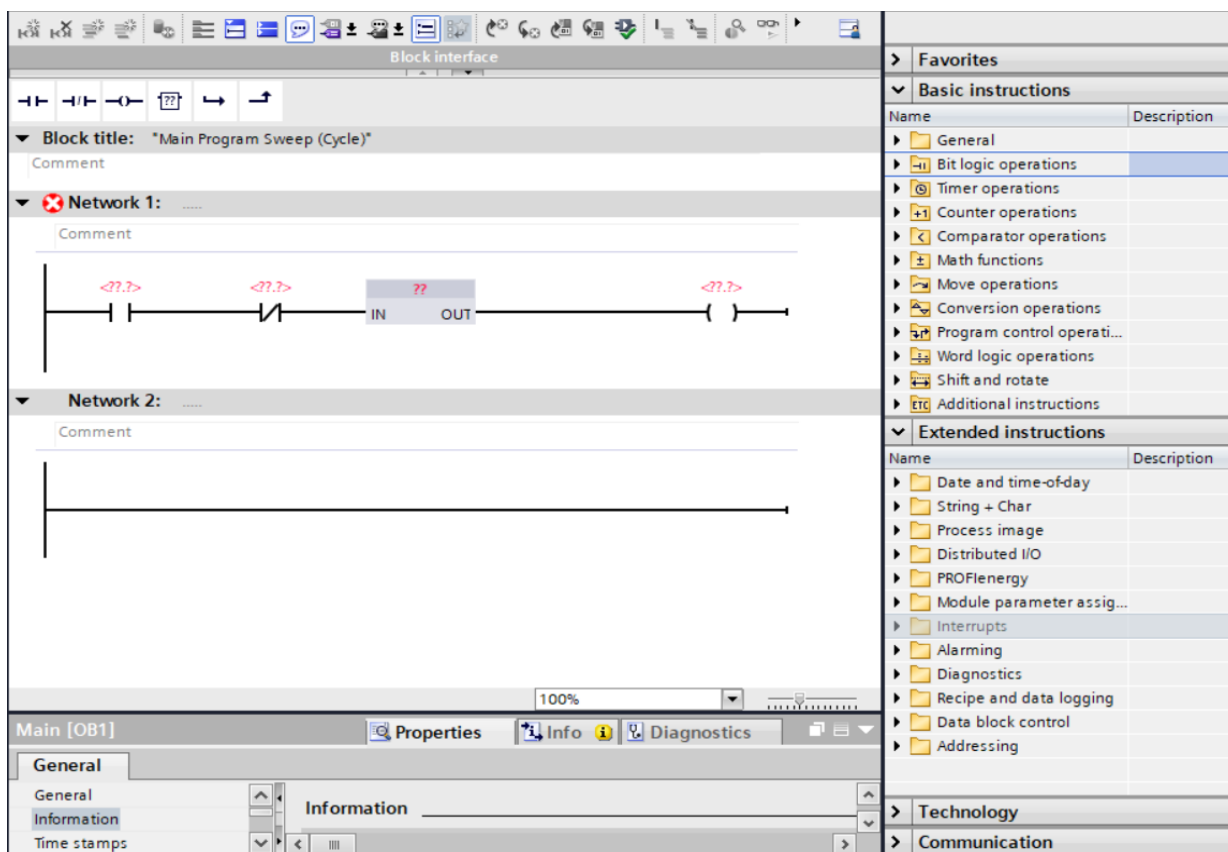 Block interface
??
Block title: "Main Program Sweep (Cycle)"
Comment
Network 1: .....
Comment
<??.?> <??.?> ?? <??.?>
IN OUT
Network 2: .....
Comment
100%
Main [OB1] Properties Info Diagnostics
General
General
Information
Time stamps
Information
Favorites
Basic instructions
Name Description
General
Bit logic operations
Timer operations
+1 Counter operations
Comparator operations
Math functions
Move operations
Conversion operations
Program control operati...
Word logic operations
Shift and rotate
ETC Additional instructions
Extended instructions
Name Description
Date and time-of-day
String + Char
Process image
Distributed I/O
PROFIenergy
Module parameter assig...
Interrupts
Alarming
Diagnostics
Recipe and data logging
Data block control
Addressing
Technology
Communication